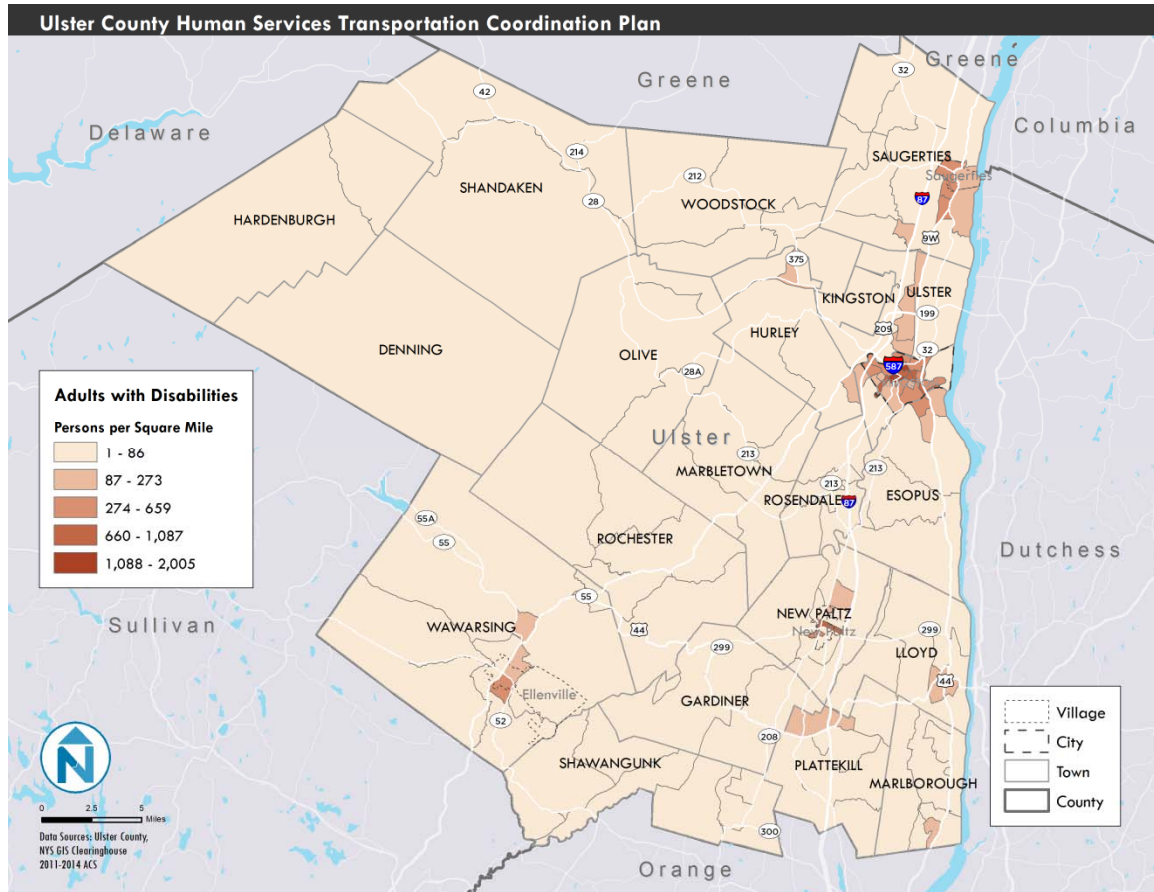 Ulster County Human Services Transportation Coordination Plan
Greene
Greene
Delaware
Columbia
32
42
214
212
28
SAUGERTIES
Saugerties
SHANDAKEN
WOODSTOCK
HARDENBURGH
87
9W
375
KINGSTON
ULSTER
199
209
HURLEY
DENNING
OLIVE
32
587
28A
Adults with Disabilities
Persons per Square Mile
1 - 86
87 - 273
274 - 659
660 - 1,087
1,088 - 2,005
Ulster
213
MARBLETOWN
213
213
ROSENDALE
87
ESOPUS
55A
55
ROCHESTER
Dutchess
55
44
Sullivan
WAWARSING
NEW PALTZ
New Paltz
299
299
LLOYD
44
Ellenville
52
GARDINER
208
SHAWANGUNK
PLATTEKILL
MARLBOROUGH
300
Orange
Village
City
Town
County
N
0 2.5 5
Miles
Data Sources: Ulster County,
NYS GIS Clearinghouse
2011-2014 ACS